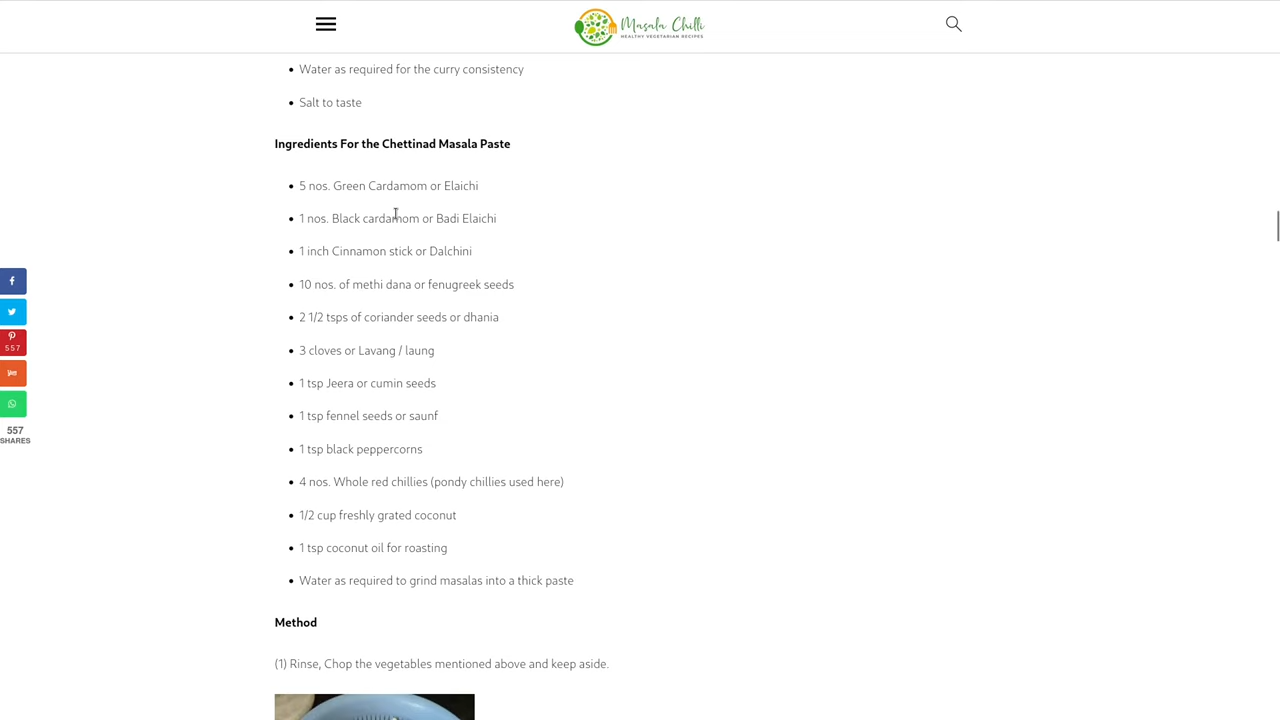 Masala Chilli
HEALTHY VEGETARIAN RECIPES
Water as required for the curry consistency
Salt to taste
Ingredients For the Chettinad Masala Paste
5 nos. Green Cardamom or Elaichi
1 nos. Black cardamom or Badi Elaichi
1 inch Cinnamon stick or Dalchini
10 nos. of methi dana or fenugreek seeds
2 1/2 tsps of coriander seeds or dhania
3 cloves or Lavang / laung
1 tsp Jeera or cumin seeds
557
1 tsp fennel seeds or saunf
557
SHARES
1 tsp black peppercorns
4 nos. Whole red chillies (pondy chillies used here)
1/2 cup freshly grated coconut
1 tsp coconut oil for roasting
Water as required to grind masalas into a thick paste
Method
(1) Rinse, Chop the vegetables mentioned above and keep aside.